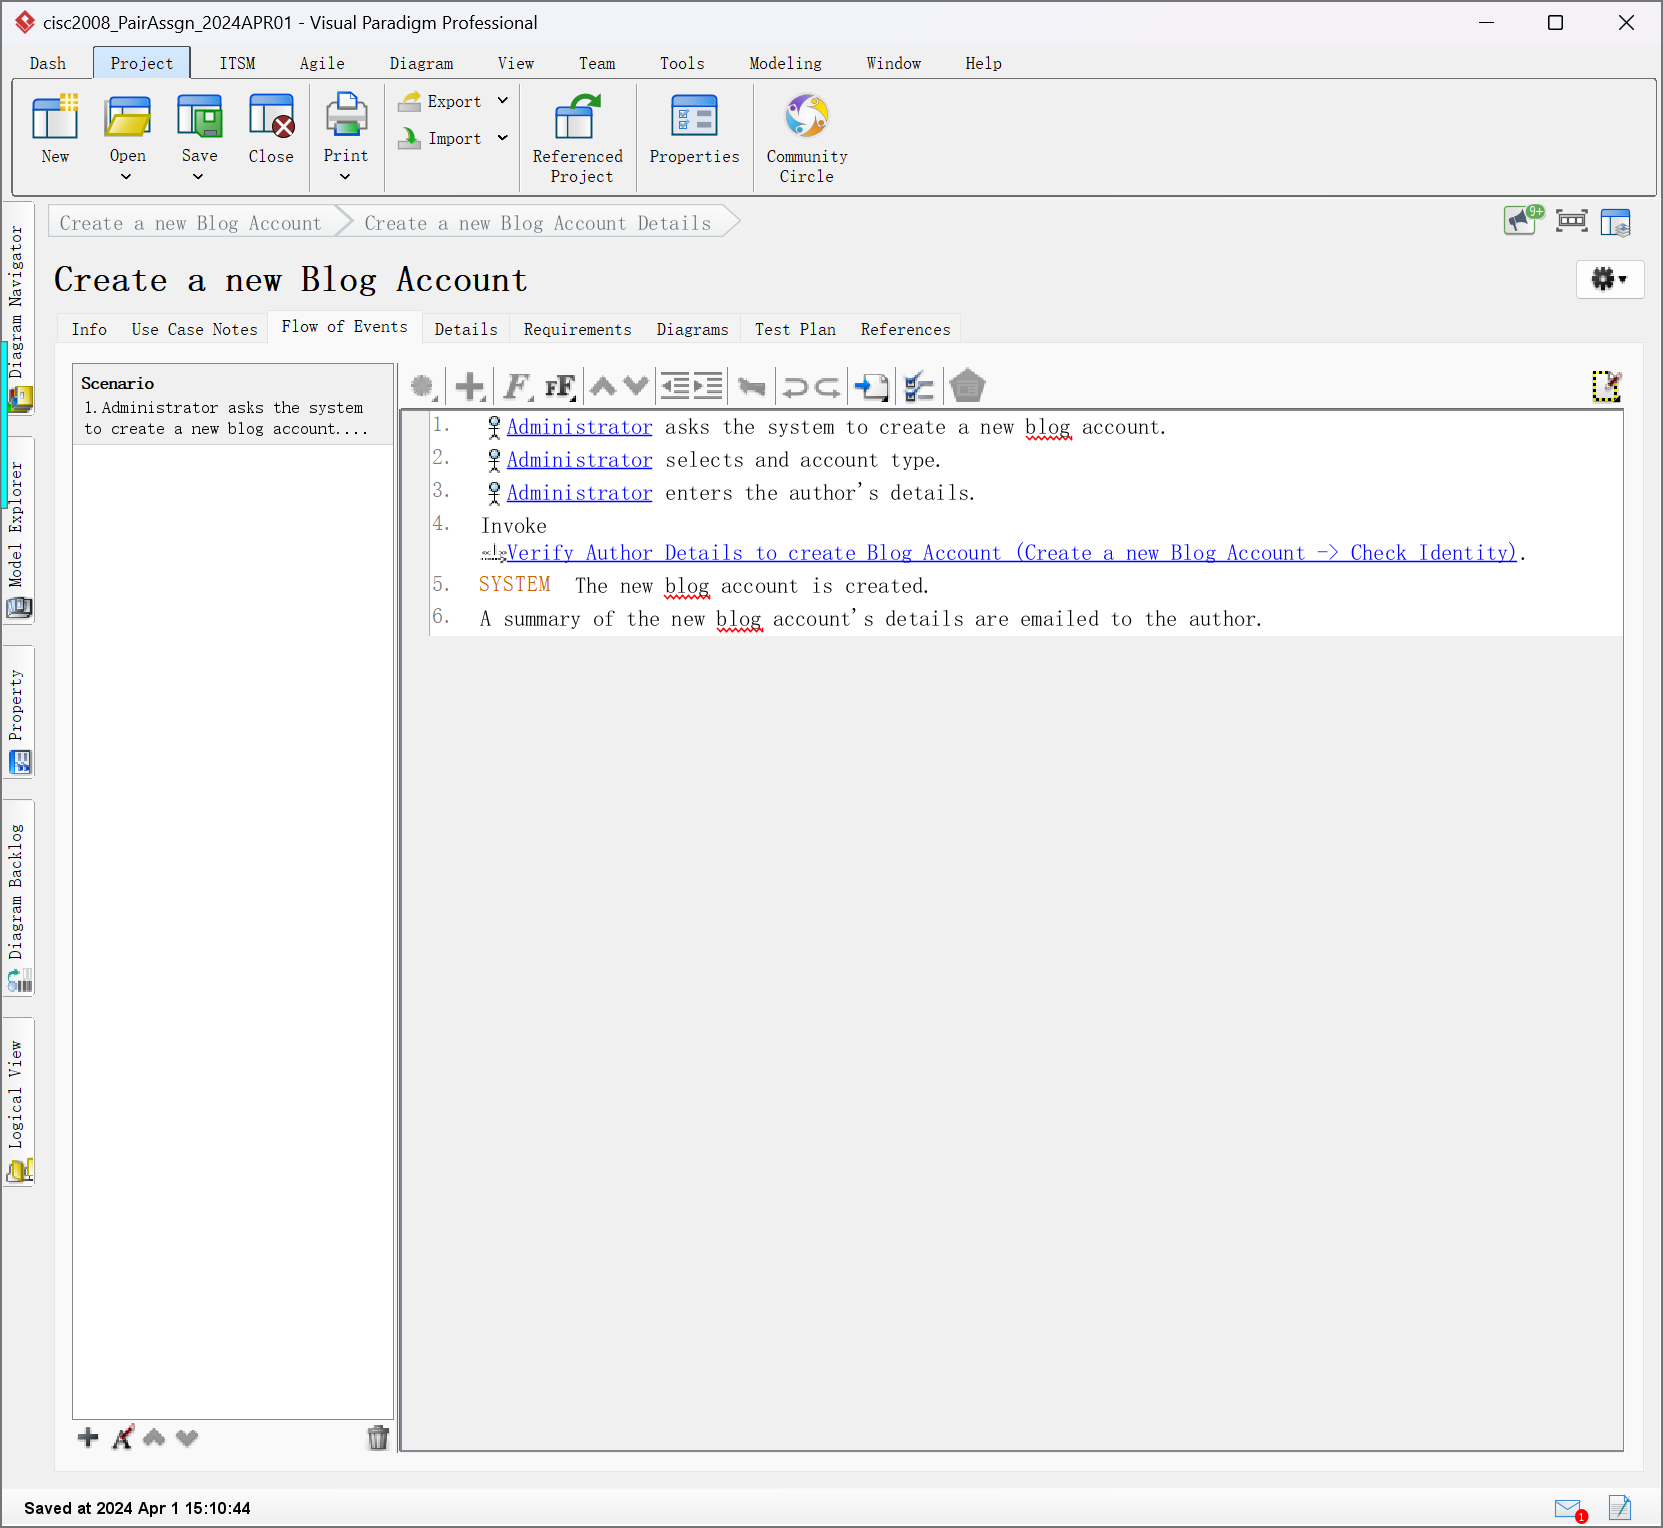 cisc2008_PairAssgn_2024APR01 - Visual Paradigm Professional
Dash Project ITSM Agile Diagram View Team Tools Modeling Window Help
New Open Save Close Print Export Import Referenced Project Properties Community Circle
Create a new Blog Account Create a new Blog Account Details
9+
Create a new Blog Account
Info Use Case Notes Flow of Events Details Requirements Diagrams Test Plan References
Diagram Navigator
Model Explorer
Property
Diagram Backlog
Logical View
Scenario
1. Administrator asks the system
to create a new blog account....
F FF
1. Administrator asks the system to create a new blog account.
2. Administrator selects and account type.
3. Administrator enters the author's details.
4. Invoke
Verify Author Details to create Blog Account (Create a new Blog Account -> Check Identity).
5. SYSTEM The new blog account is created.
6. A summary of the new blog account's details are emailed to the author.
Saved at 2024 Apr 1 15:10:44
1